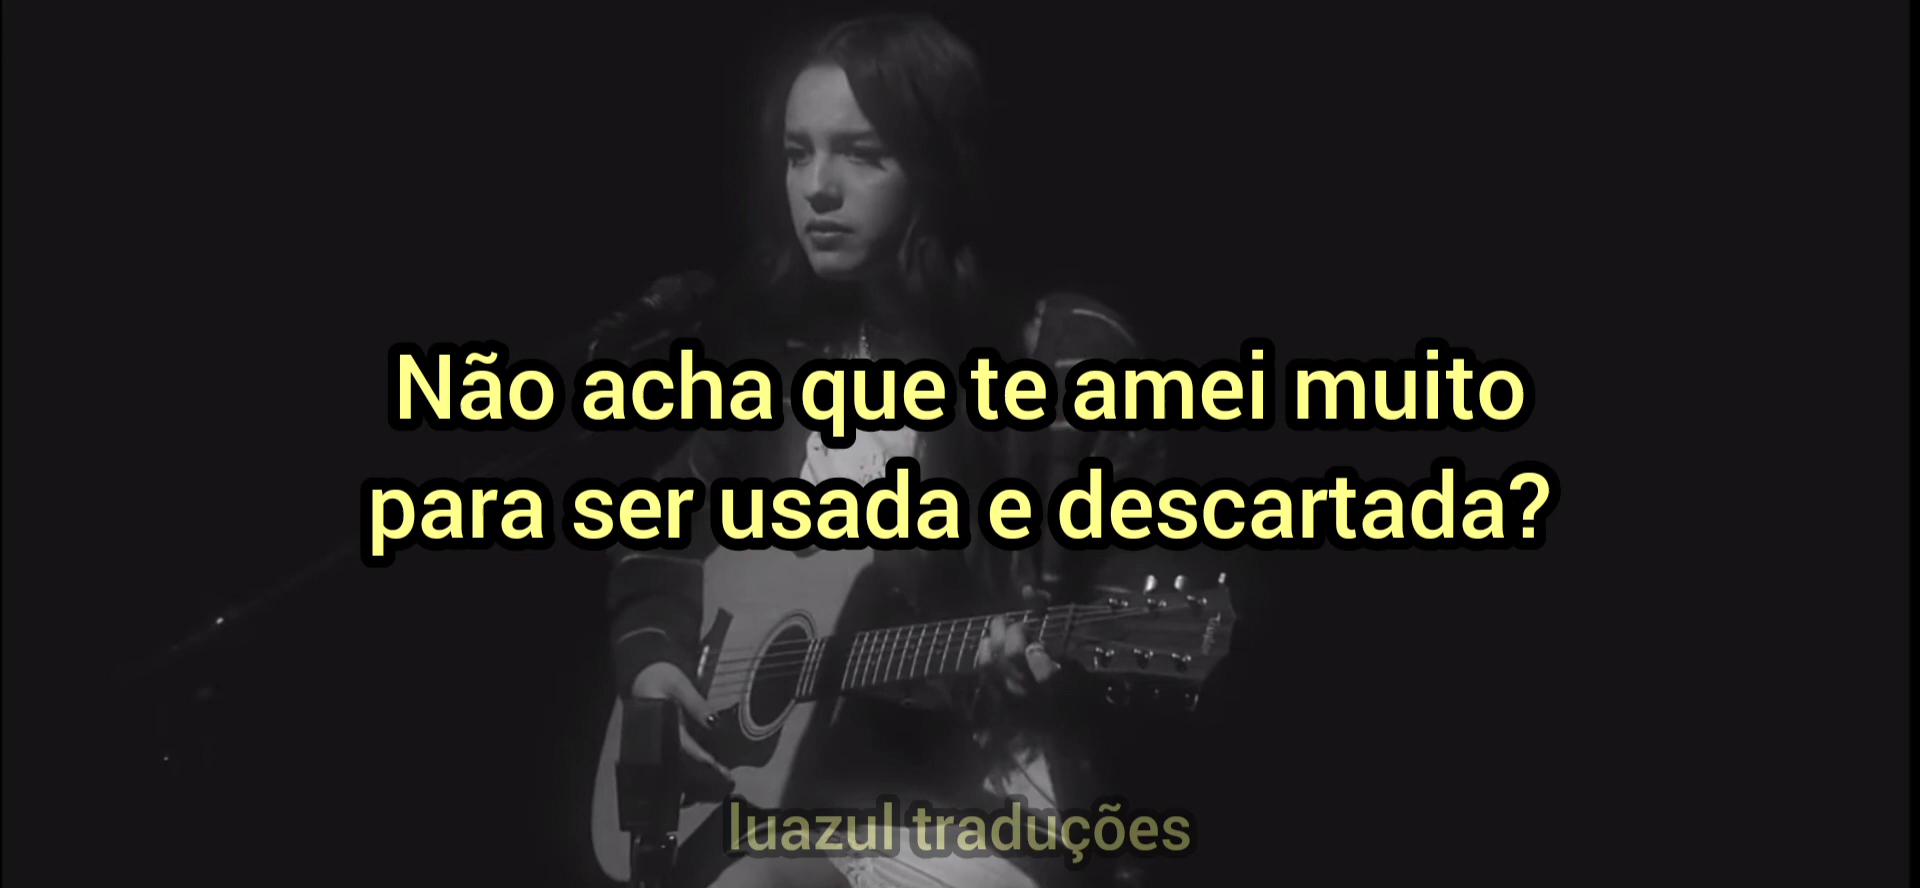 Não acha que te amei muito
para ser usada e descartada?
luazul traduções